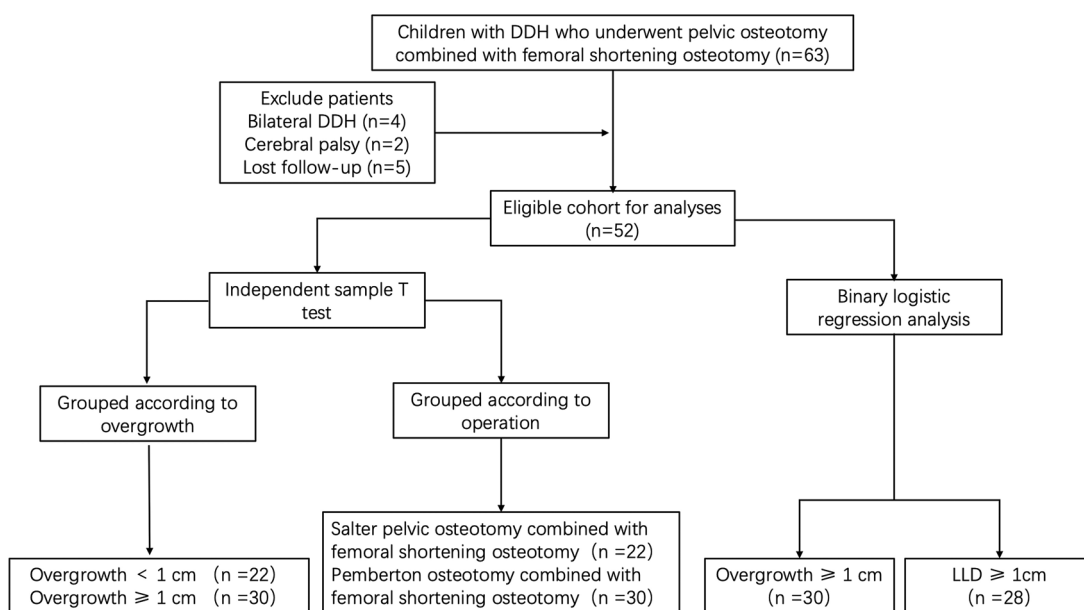 Children with DDH who underwent pelvic osteotomy
combined with femoral shortening osteotomy (n=63)
Exclude patients
Bilateral DDH (n=4)
Cerebral palsy (n=2)
Lost follow-up (n=5)
Eligible cohort for analyses
(n=52)
Independent sample T
test
Binary logistic
regression analysis
Grouped according to
overgrowth
Grouped according to
operation
Overgrowth < 1 cm （n =22）
Overgrowth ⩾ 1 cm （n =30）
Salter pelvic osteotomy combined with
femoral shortening osteotomy （n =22）
Pemberton osteotomy combined with
femoral shortening osteotomy （n =30）
Overgrowth ⩾ 1 cm
(n =30)
LLD ⩾ 1cm
(n =28)